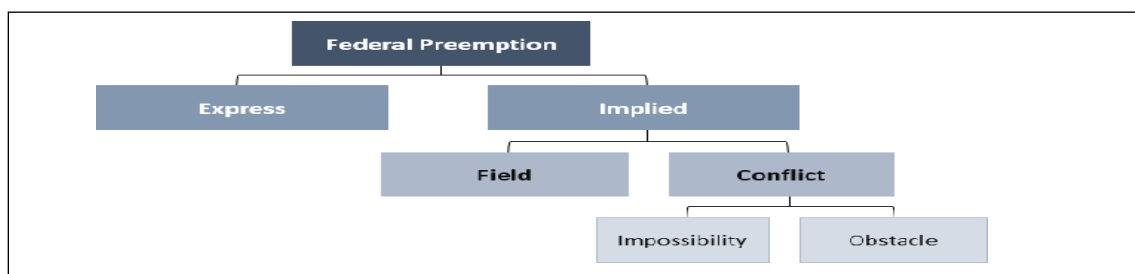 Federal Preemption
Express
Implied
Field
Conflict
Impossibility
Obstacle